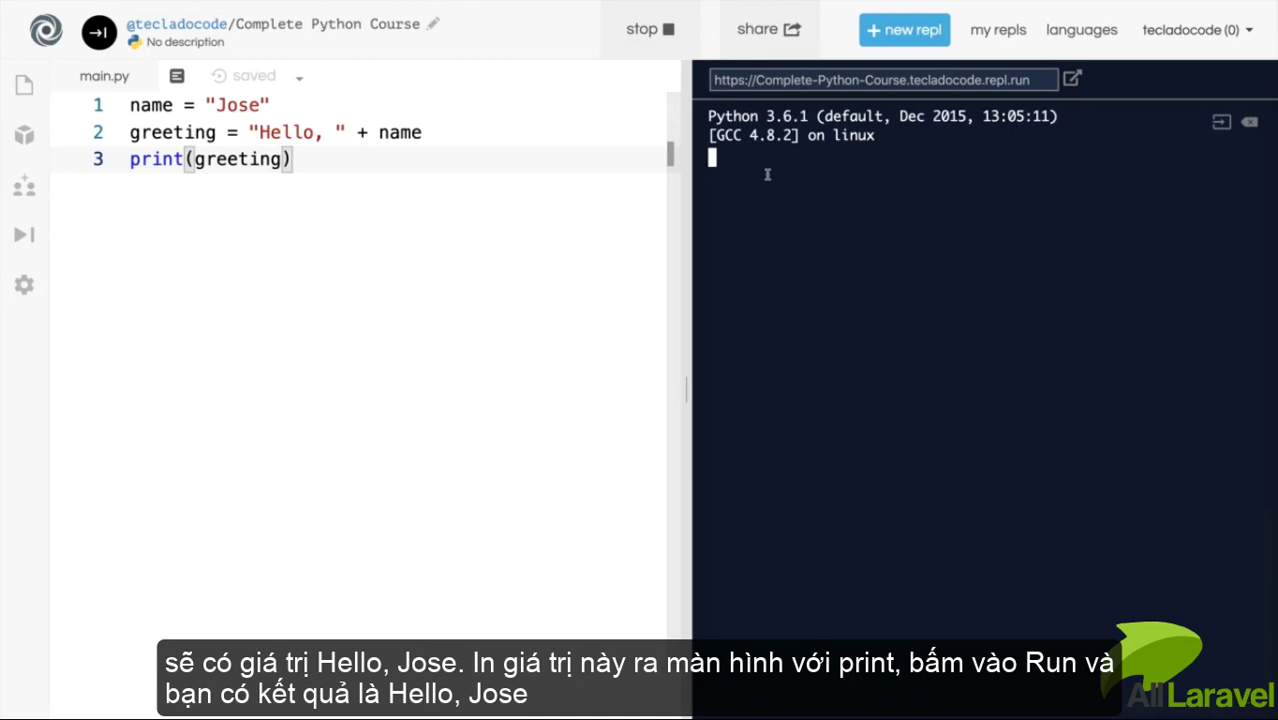 @tecladocode/Complete Python Course
No description
stop
share
+ new repl
my repls
languages
tecladocode (0)
main.py
saved
https://Complete-Python-Course.tecladocode.repl.run
1 name = "Jose"
2 greeting = "Hello, " + name
3 print(greeting)
Python 3.6.1 (default, Dec 2015, 13:05:11)
[GCC 4.8.2] on linux
sẽ có giá trị Hello, Jose. In giá trị này ra màn hình với print, bấm vào Run và
bạn có kết quả là Hello, Jose
AllLaravel